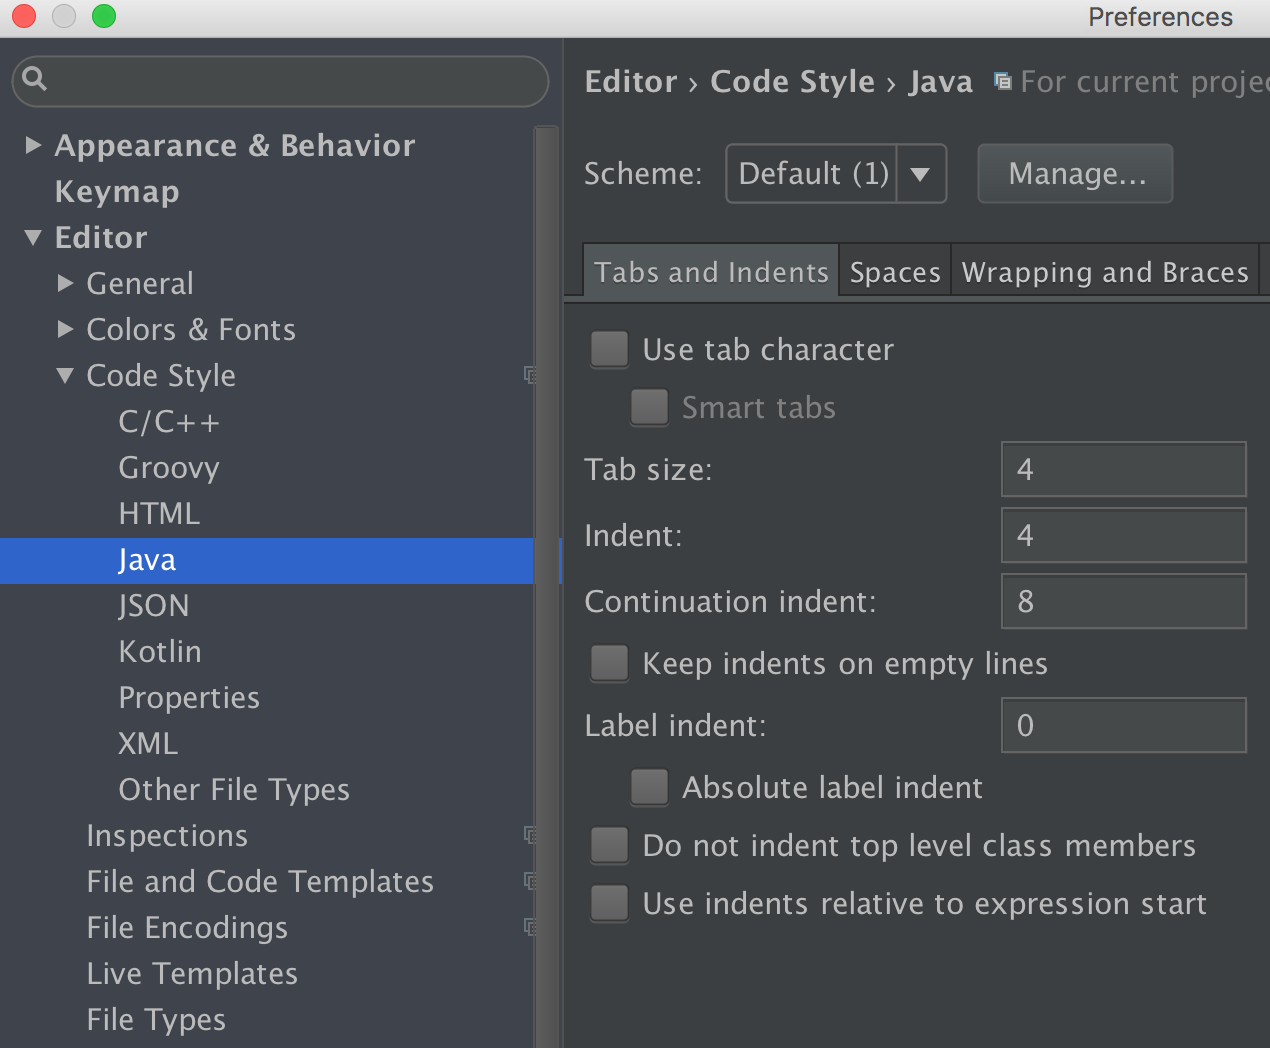 Preferences
Appearance & Behavior
Keymap
Editor
General
Colors & Fonts
Code Style
C/C++
Groovy
HTML
Java
JSON
Kotlin
Properties
XML
Other File Types
Inspections
File and Code Templates
File Encodings
Live Templates
File Types
Editor › Code Style › Java For current projec
Scheme: Default (1) Manage...
Tabs and Indents Spaces Wrapping and Braces
Use tab character
Smart tabs
Tab size: 4
Indent: 4
Continuation indent: 8
Keep indents on empty lines
Label indent: 0
Absolute label indent
Do not indent top level class members
Use indents relative to expression start